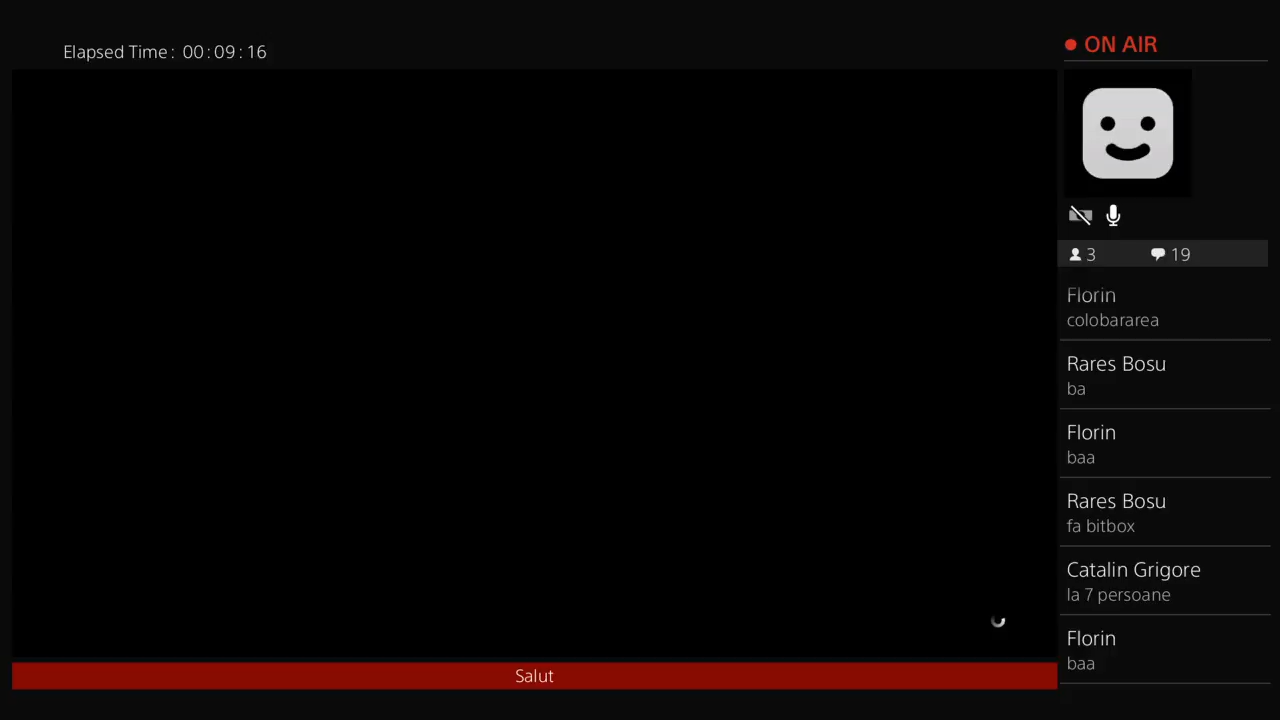 Elapsed Time: 00:09:16
ON AIR
3 19
Florin
colobararea
Rares Bosu
ba
Florin
baa
Rares Bosu
fa bitbox
Catalin Grigore
la 7 persoane
Florin
baa
Salut